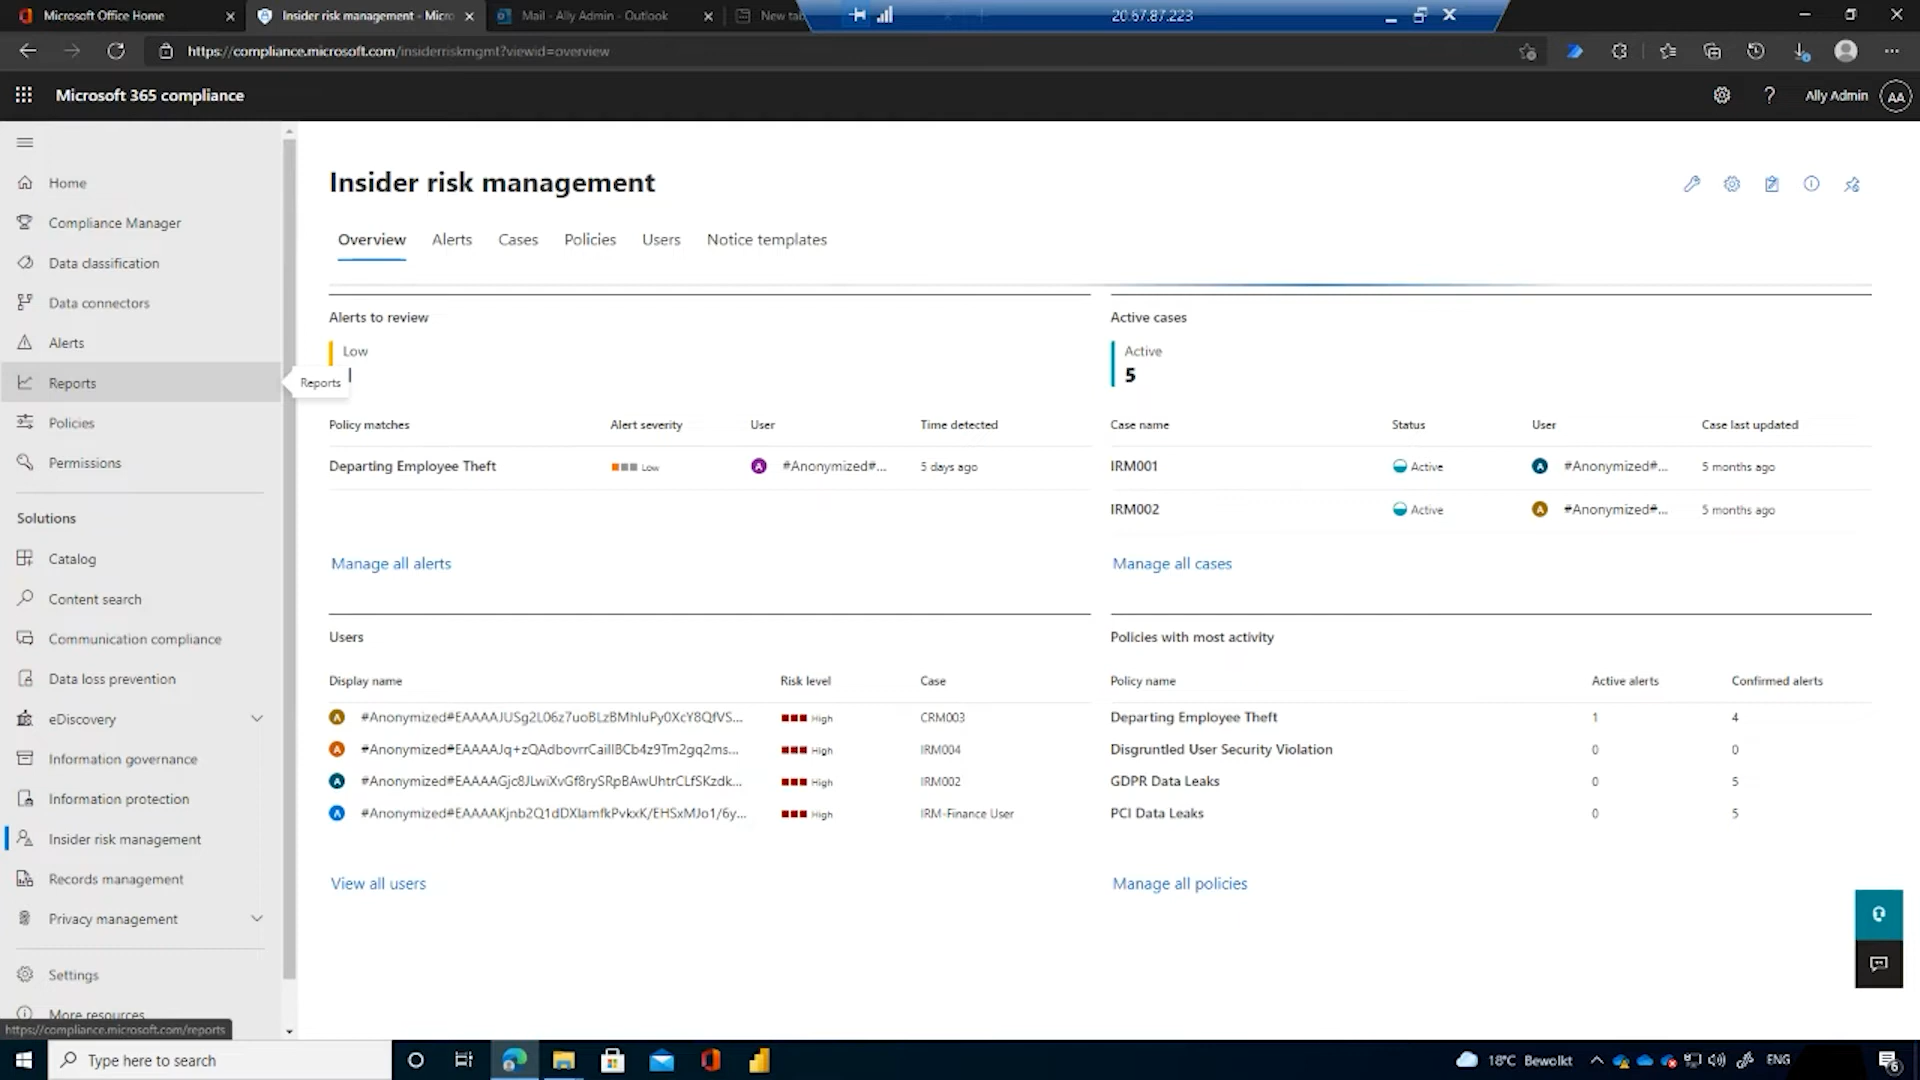 Microsoft Office Home
Insider risk management - Micro
Mail - Ally Admin - Outlook
New tab
20.67.87.223
https://compliance.microsoft.com/insiderriskmgmt?viewid=overview
Microsoft 365 compliance
Ally Admin
AA
Home
Compliance Manager
Data classification
Data connectors
Alerts
Reports
Reports
Policies
Permissions
Solutions
Catalog
Content search
Communication compliance
Data loss prevention
eDiscovery
Information governance
Information protection
Insider risk management
Records management
Privacy management
Settings
More resources
https://compliance.microsoft.com/reports
Insider risk management
Overview Alerts Cases Policies Users Notice templates
Alerts to review
Low
Policy matches Alert severity User Time detected
Departing Employee Theft Low A #Anonymized#... 5 days ago
Manage all alerts
Active cases
Active
5
Case name Status User Case last updated
IRM001 Active A #Anonymized#... 5 months ago
IRM002 Active A #Anonymized#... 5 months ago
Manage all cases
Users
Display name Risk level Case
A #Anonymized#EAAAAJUSg2L06z7uoBLzBMhIuPy0XcY8QfVS... High CRM003
A #Anonymized#EAAAAJq+zQAdbovrrCaillBCb4z9Tm2gq2ms... High IRM004
A #Anonymized#EAAAAGjc8JLwiXvGf8rySRpBAwUhtrCLfSKzdk... High IRM002
A #Anonymized#EAAAAKjnb2Q1dDXlamfkPvkxK/EHSxMJo1/6y... High IRM-Finance User
View all users
Policies with most activity
Policy name Active alerts Confirmed alerts
Departing Employee Theft 1 4
Disgruntled User Security Violation 0 0
GDPR Data Leaks 0 5
PCI Data Leaks 0 5
Manage all policies
Type here to search
18°C Bewolkt
ENG
6